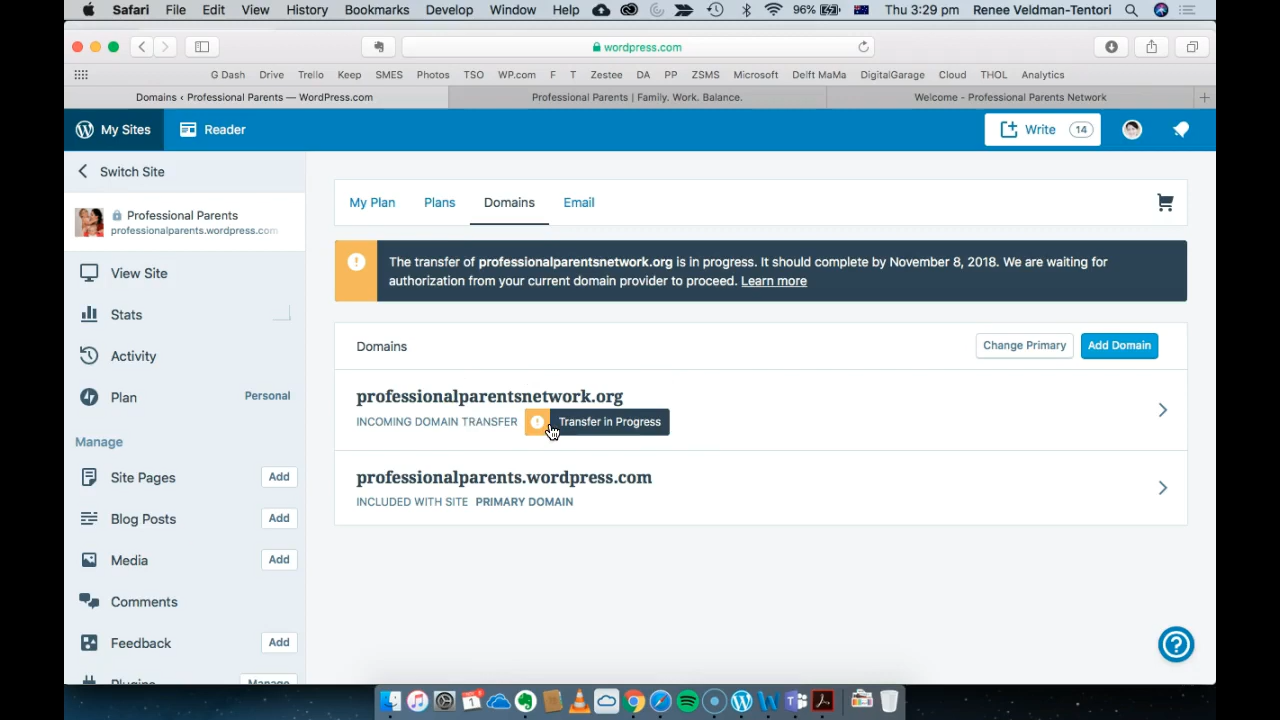 Safari File Edit View History Bookmarks Develop Window Help 96% Thu 3:29 pm Renee Veldman-Tentori
wordpress.com
G Dash Drive Trello Keep SMES Photos TSO WP.com F T Zestee DA PP ZSMS Microsoft Delft MaMa DigitalGarage Cloud THOL Analytics
Domains ‹ Professional Parents — WordPress.com Professional Parents | Family. Work. Balance. Welcome - Professional Parents Network
My Sites Reader Write 14
Switch Site
Professional Parents
professionalparents.wordpress.com
View Site
Stats
Activity
Plan Personal
Manage
Site Pages Add
Blog Posts Add
Media Add
Comments
Feedback Add
Plugins Manage
My Plan Plans Domains Email
The transfer of professionalparentsnetwork.org is in progress. It should complete by November 8, 2018. We are waiting for
authorization from your current domain provider to proceed. Learn more
Domains Change Primary Add Domain
professionalparentsnetwork.org
INCOMING DOMAIN TRANSFER Transfer in Progress
professionalparents.wordpress.com
INCLUDED WITH SITE PRIMARY DOMAIN